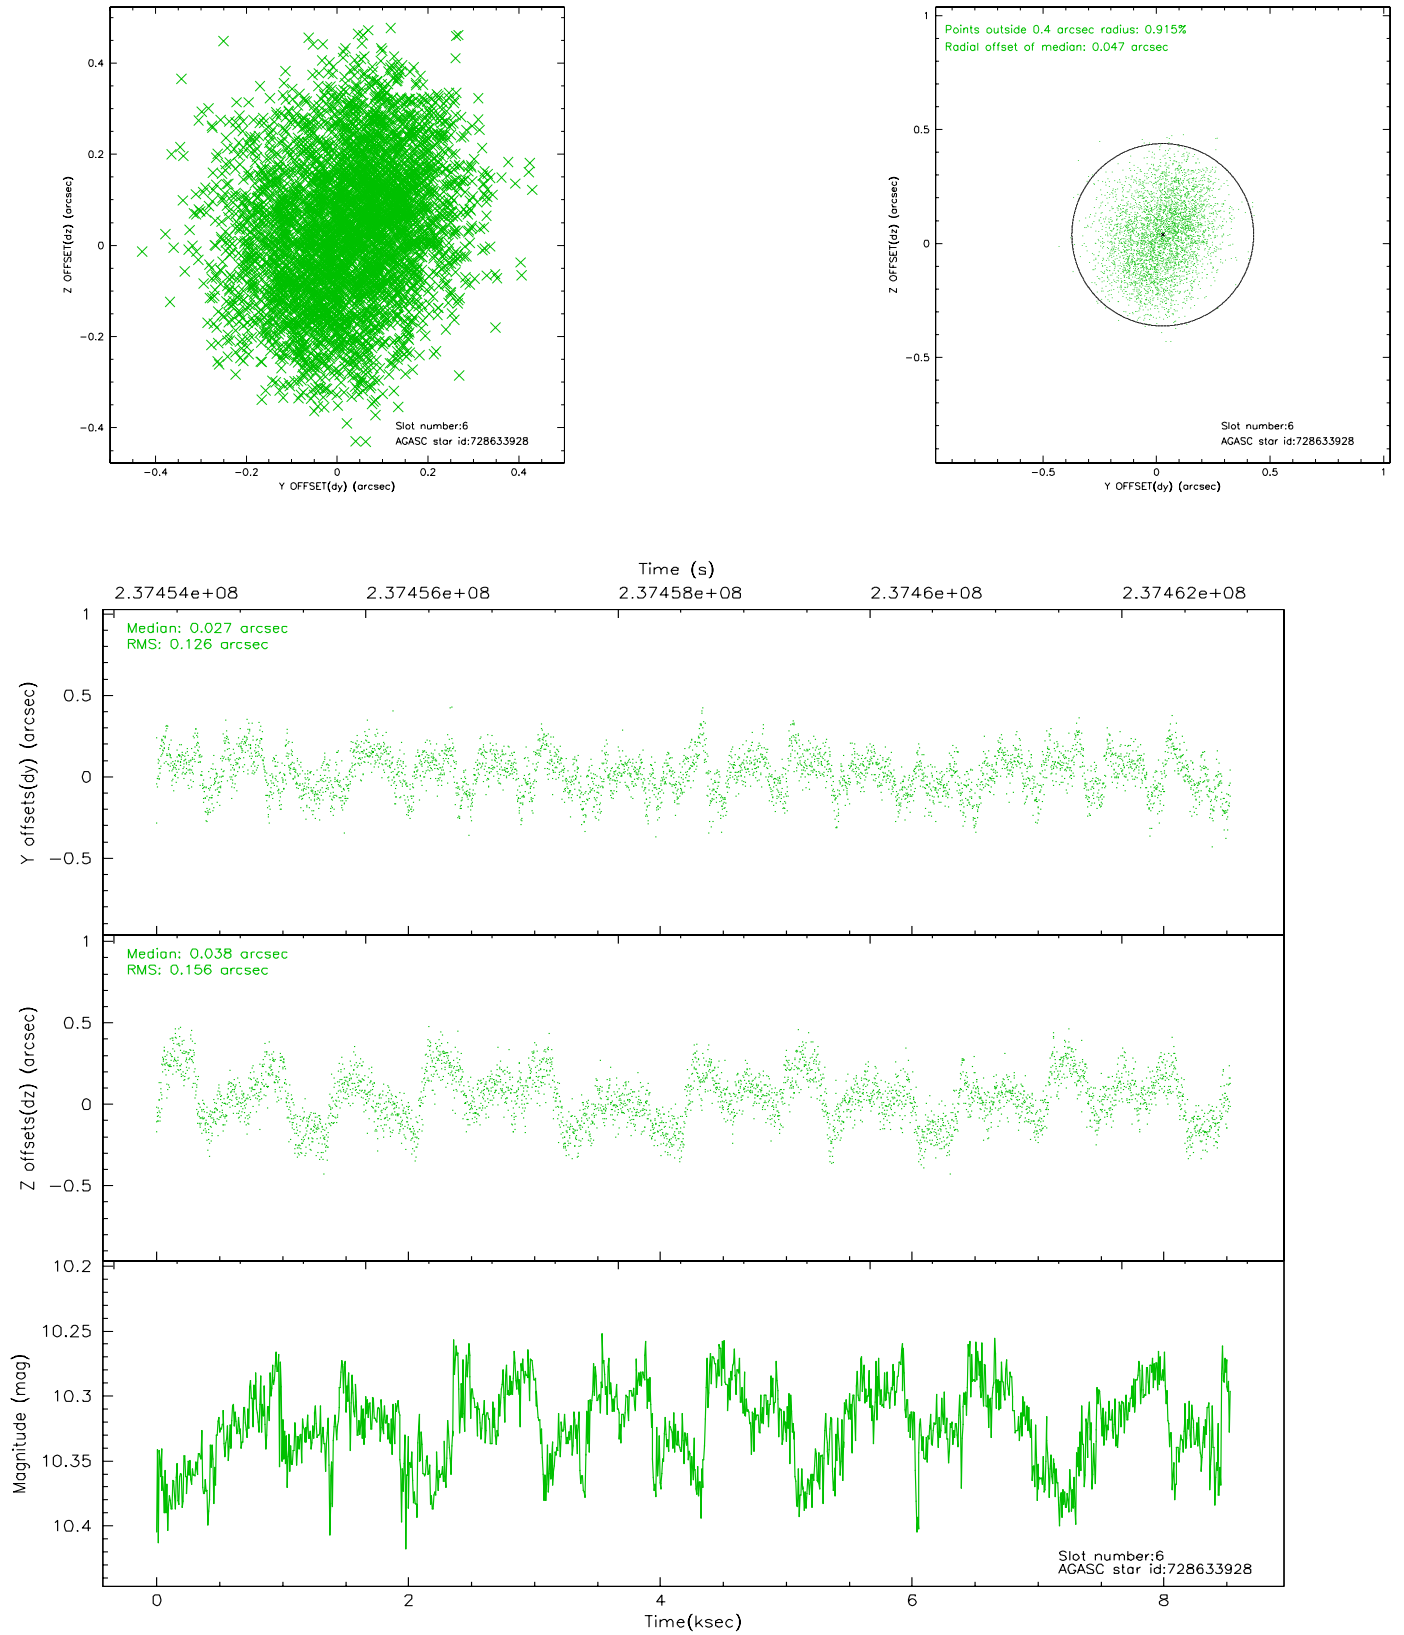 0.4
0.2
0
−0.2
−0.4
−0.4
−0.2
0
0.2
0.4
Z OFFSET(dz) (arcsec)
Y OFFSET(dy) (arcsec)
Slot number:6
AGASC star id:728633928
Points outside 0.4 arcsec radius: 0.915%
Radial offset of median: 0.047 arcsec
1
0.5
0
−0.5
−0.5
0
0.5
1
Z OFFSET(dz) (arcsec)
Y OFFSET(dy) (arcsec)
Slot number:6
AGASC star id:728633928
Time (s)
2.37454e+08
2.37456e+08
2.37458e+08
2.3746e+08
2.37462e+08
Median: 0.027 arcsec
RMS: 0.126 arcsec
1
0.5
0
−0.5
Y offsets(dy) (arcsec)
Median: 0.038 arcsec
RMS: 0.156 arcsec
1
0.5
0
−0.5
Z offsets(dz) (arcsec)
10.2
10.25
10.3
10.35
10.4
Magnitude (mag)
Slot number:6
AGASC star id:728633928
0
2
4
6
8
Time(ksec)